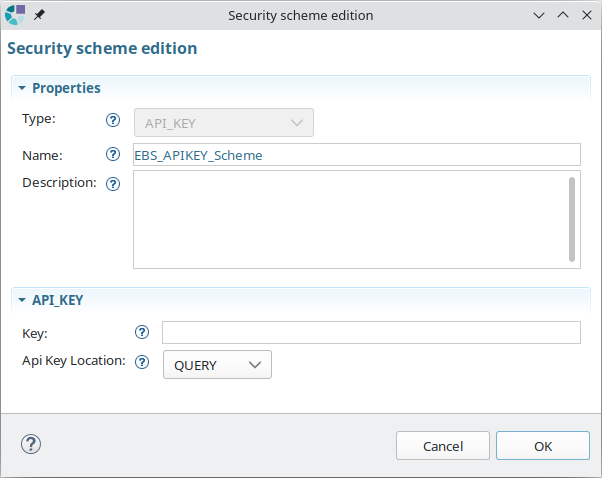 Security scheme edition
Security scheme edition
Properties
Type: ? API_KEY
Name: ? EBS_APIKEY_Scheme
Description: ?
API_KEY
Key: ?
Api Key Location: ? QUERY
? Cancel OK